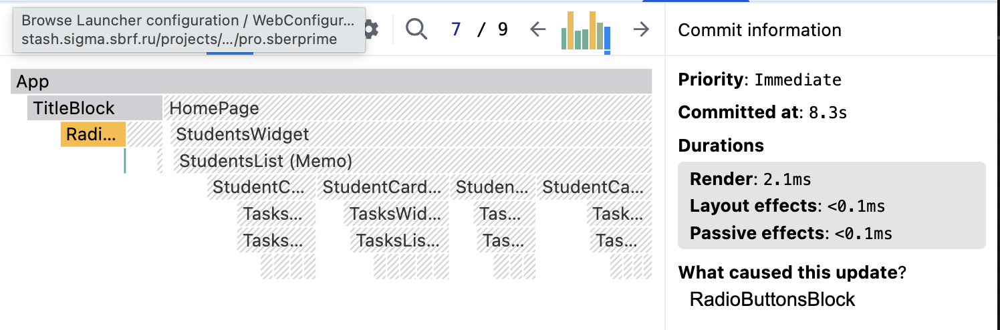 Browse Launcher configuration / WebConfigur...
stash.sigma.sbrf.ru/projects/.../pro.sberprime
7 / 9
Commit information
App
TitleBlock
HomePage
Radi...
StudentsWidget
StudentsList (Memo)
StudentC...
StudentCard...
Studen...
StudentCa...
Tasks...
TasksWid...
Tas...
Task...
Tasks...
TasksLis...
Tas...
Tas...
Priority: Immediate
Committed at: 8.3s
Durations
Render: 2.1ms
Layout effects: <0.1ms
Passive effects: <0.1ms
What caused this update?
RadioButtonsBlock